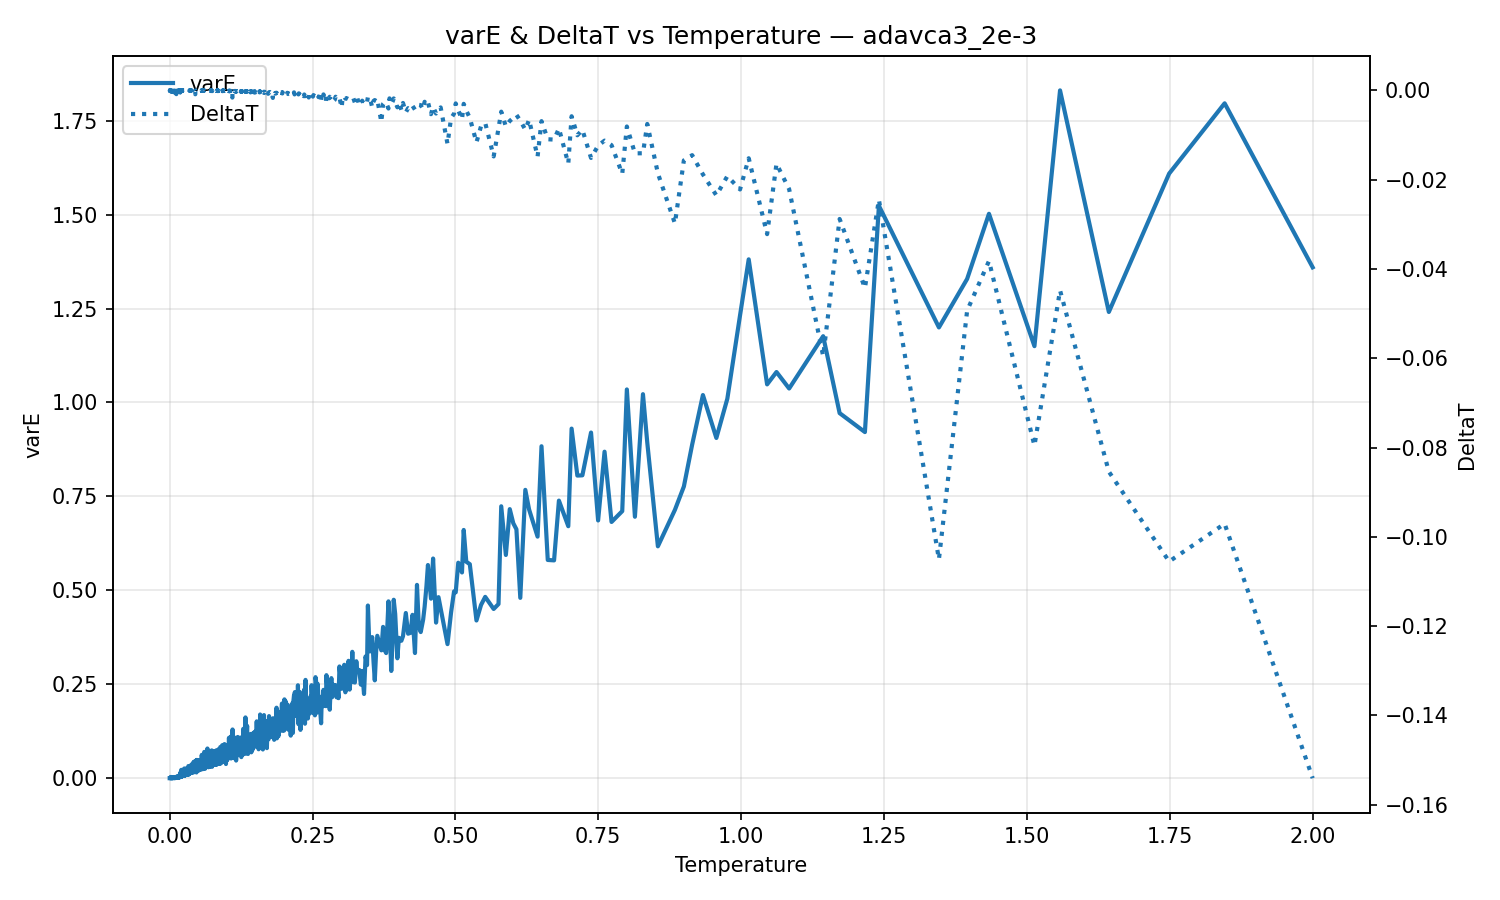 varE & DeltaT vs Temperature — adavca3_2e-3
varE
DeltaT
1.75
1.50
1.25
1.00
0.75
0.50
0.25
0.00
varE
0.00
−0.02
−0.04
−0.06
−0.08
−0.10
−0.12
−0.14
−0.16
DeltaT
0.00 0.25 0.50 0.75 1.00 1.25 1.50 1.75 2.00
Temperature